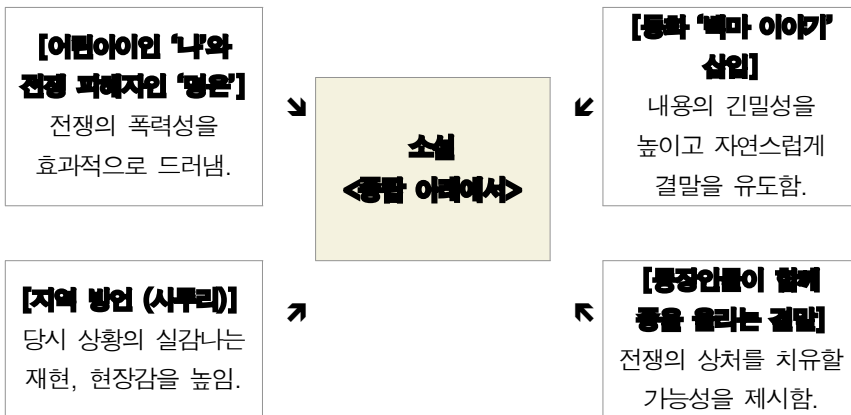 [어린아이인 ‘나’와
전쟁 피해자인 ‘명은’]
전쟁의 폭력성을
효과적으로 드러냄.
[동화 ‘백마 이야기’
삽입]
내용의 긴밀성을
높이고 자연스럽게
결말을 유도함.
소설
<종탑 아래에서>
[지역 방언 (사투리)]
당시 상황의 실감나는
재현, 현장감을 높임.
[등장인물이 함께
종을 울리는 결말]
전쟁의 상처를 치유할
가능성을 제시함.